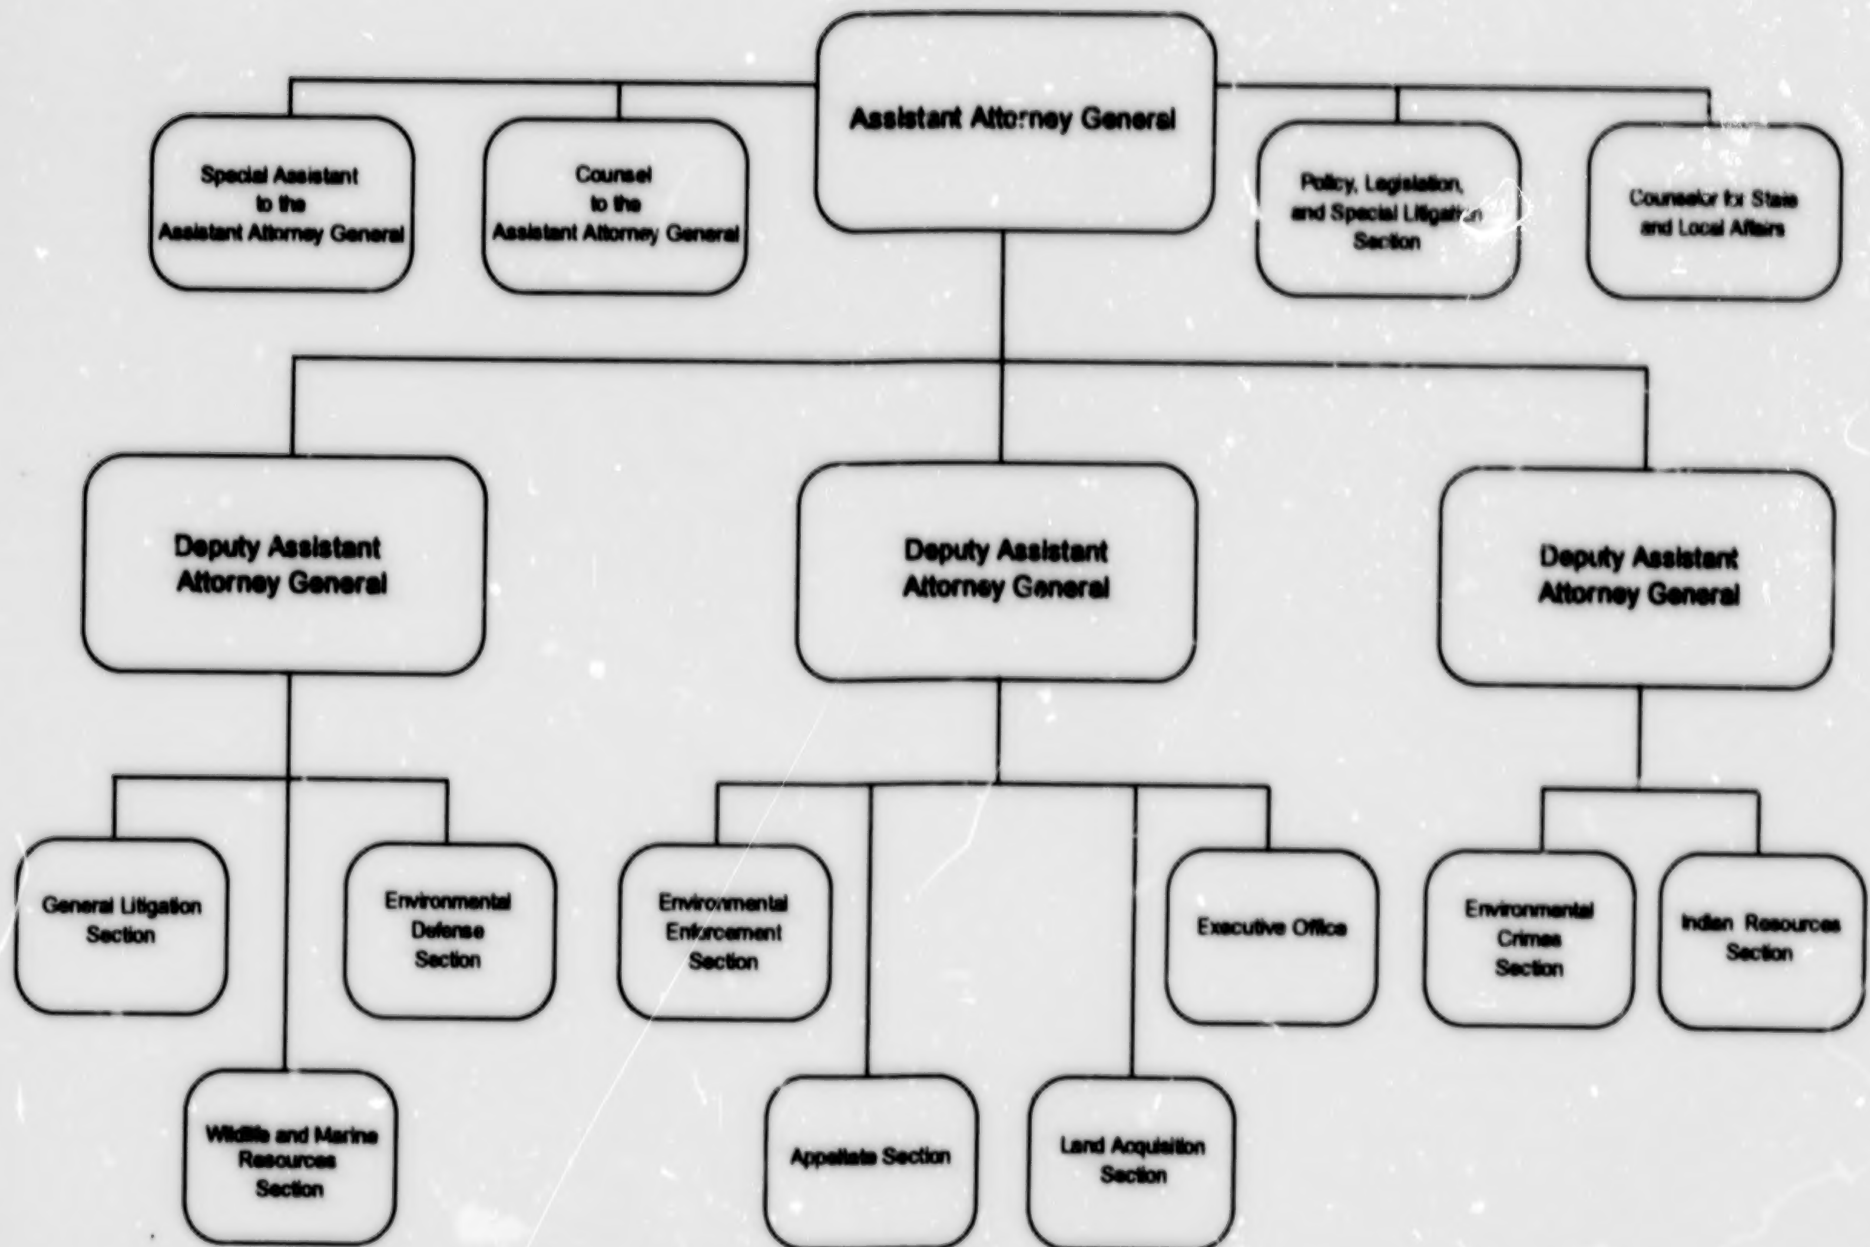 Assistant Attorney General
Special Assistant
to the
Assistant Attorney General
Counsel
to the
Assistant Attorney General
Policy, Legislation,
and Special Litigation
Section
Counselor for State
and Local Affairs
Deputy Assistant
Attorney General
Deputy Assistant
Attorney General
Deputy Assistant
Attorney General
General Litigation
Section
Environmental
Defense
Section
Environmental
Enforcement
Section
Executive Office
Environmental
Crimes
Section
Indian Resources
Section
Wildlife and Marine
Resources
Section
Appellate Section
Land Acquisition
Section